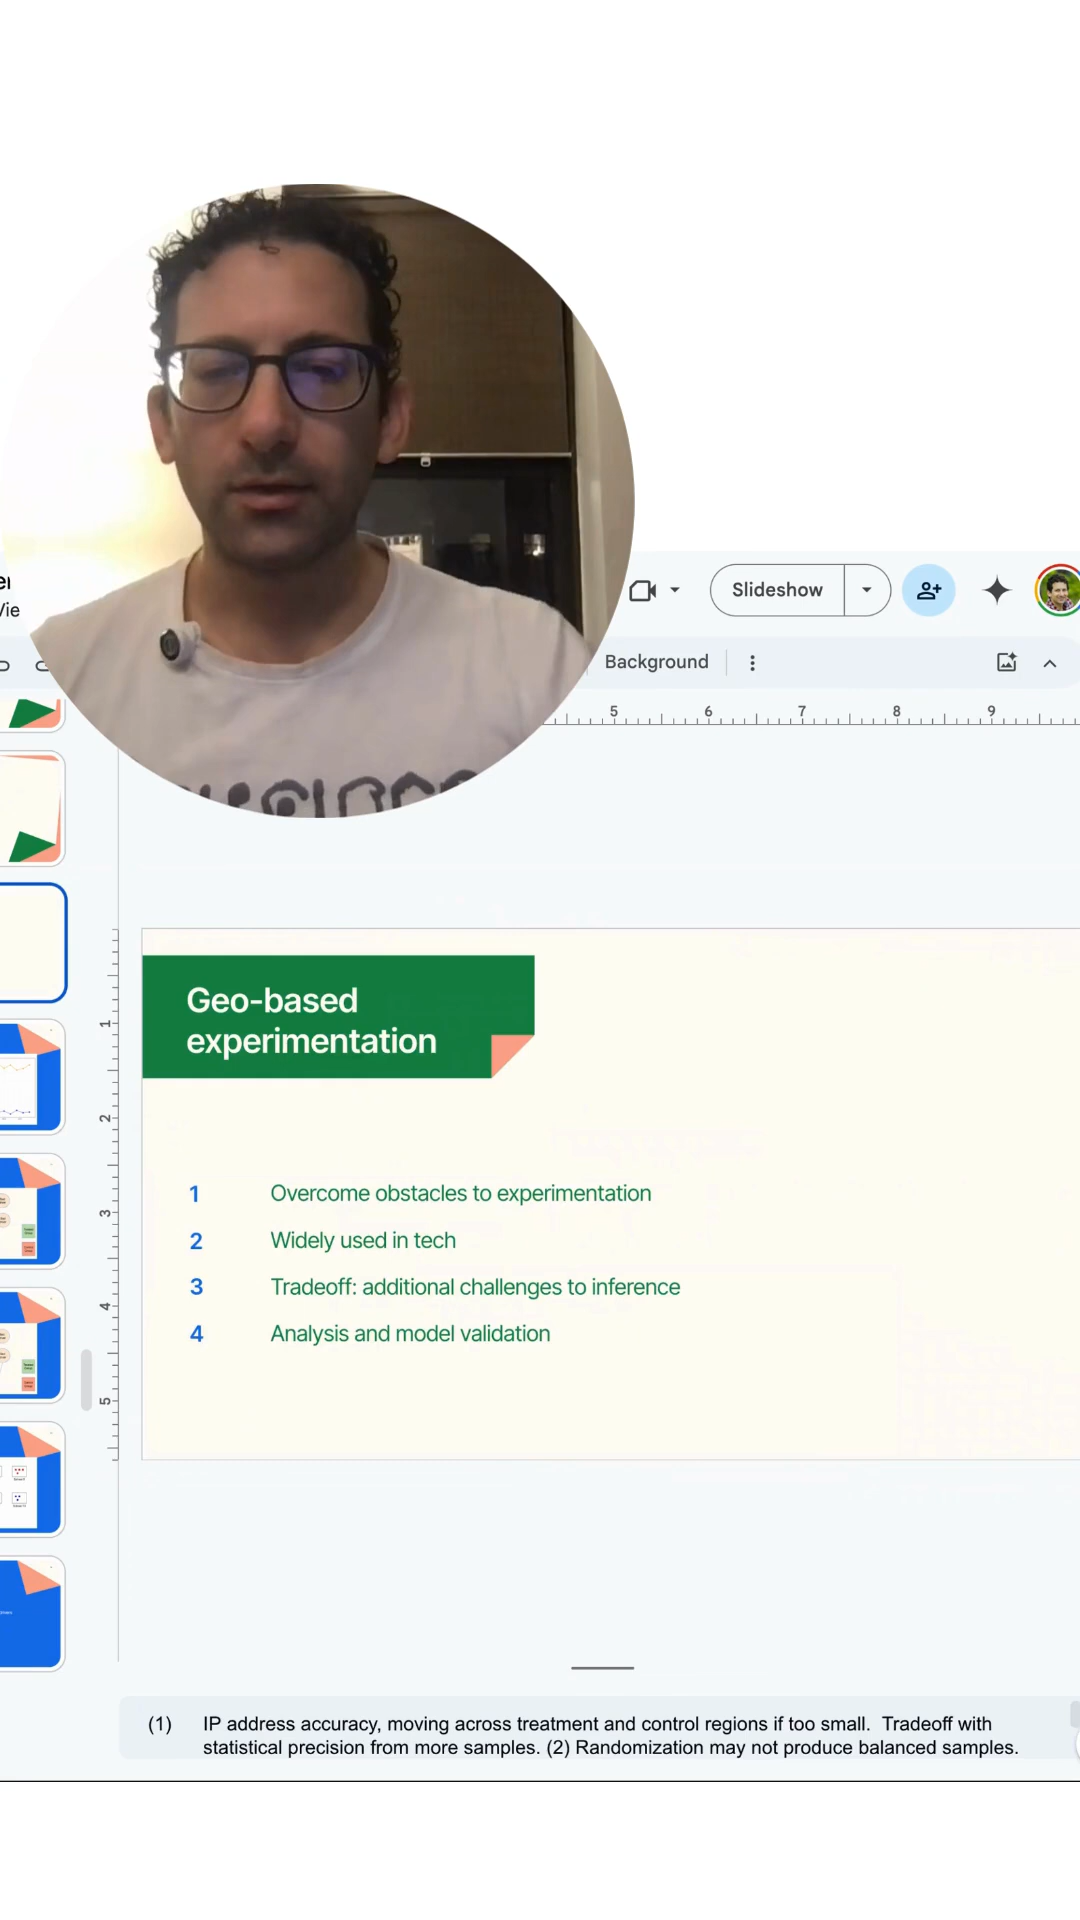 Vie
Slideshow
Background
5 6 7 8 9
Geo-based
experimentation
1 Overcome obstacles to experimentation
2 Widely used in tech
3 Tradeoff: additional challenges to inference
4 Analysis and model validation
1
2
3
4
5
(1) IP address accuracy, moving across treatment and control regions if too small. Tradeoff with
statistical precision from more samples. (2) Randomization may not produce balanced samples.